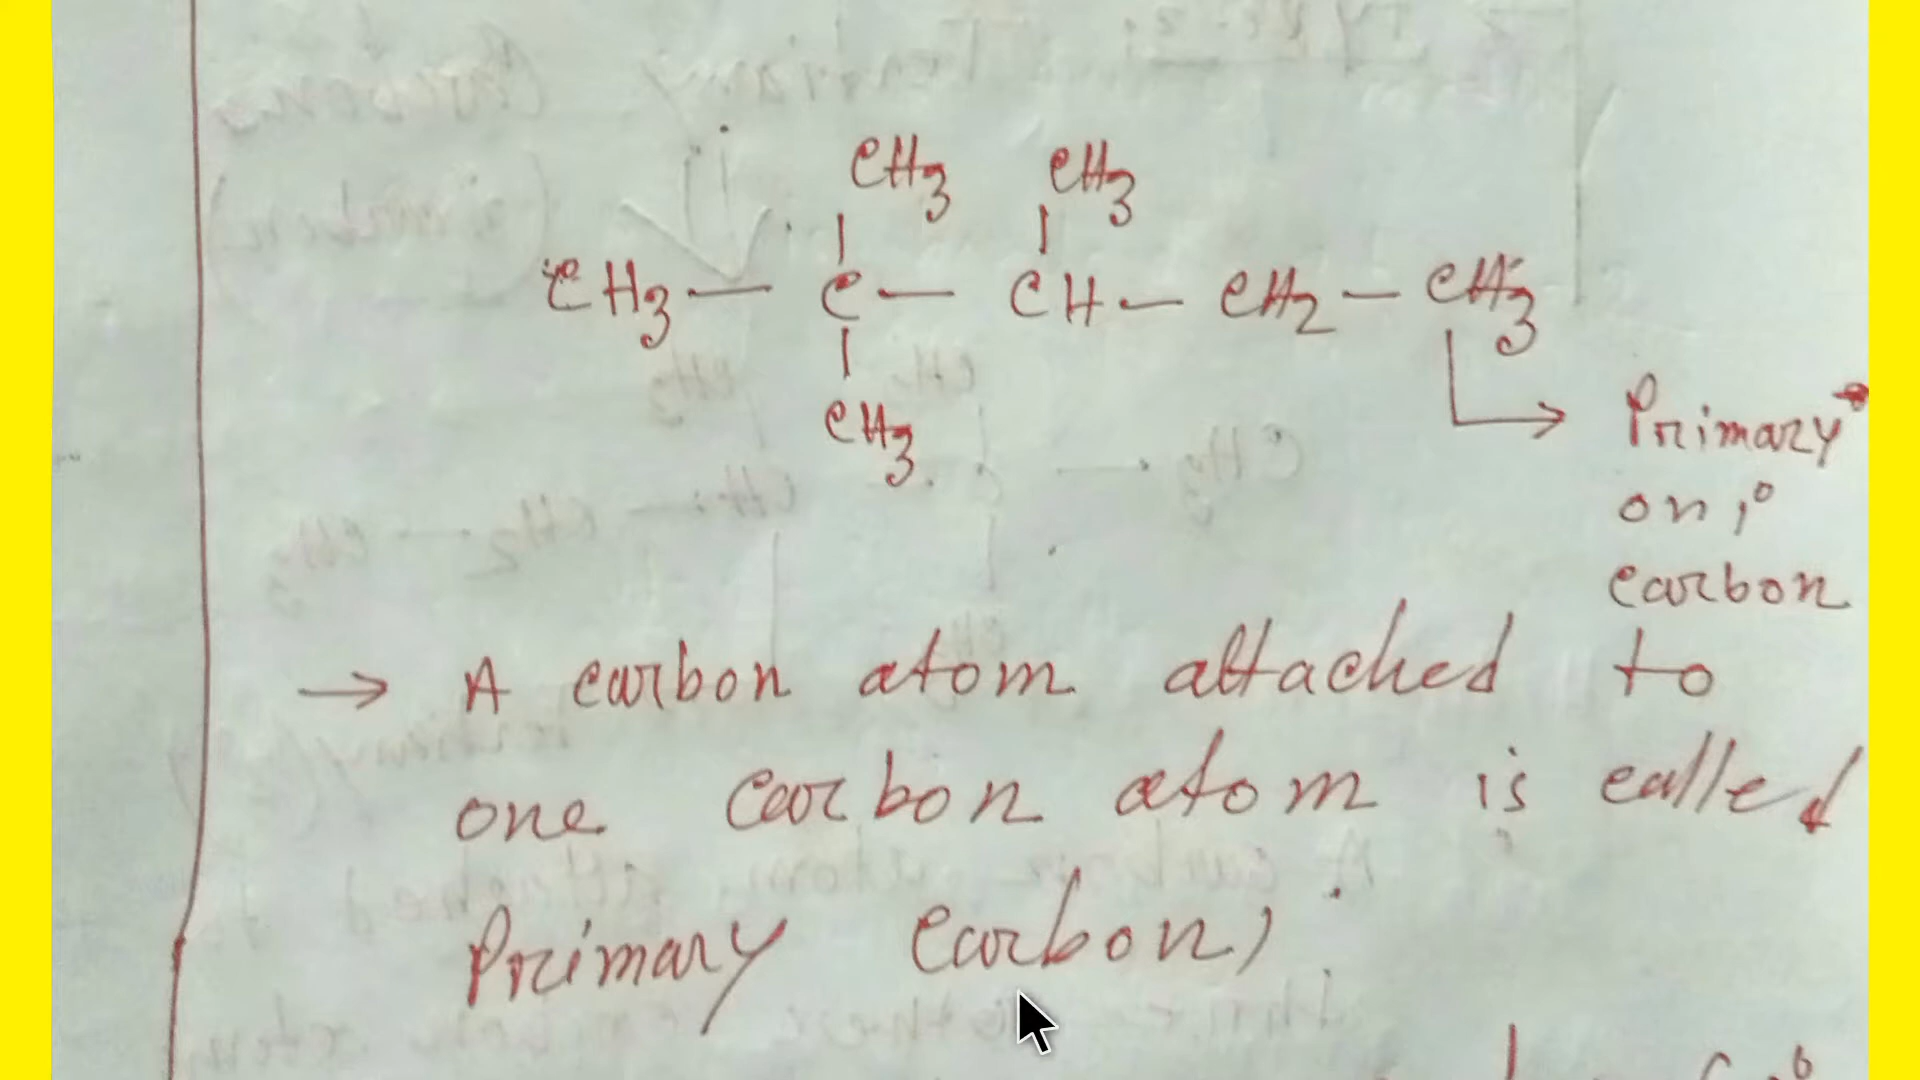 CH3 CH3
CH3 — C — CH — CH2 — CH3
CH3
Primary
or 1°
carbon
→ A carbon atom attached to
one carbon atom is called
Primary carbon,